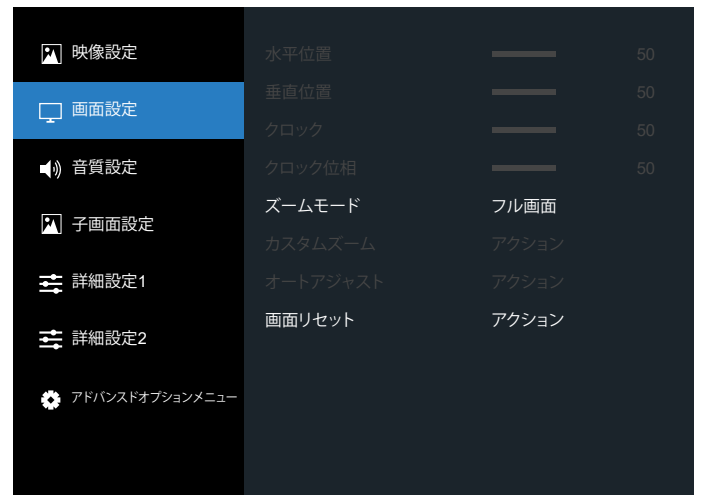 映像設定
画面設定
音質設定
子画面設定
詳細設定1
詳細設定2
アドバンスドオプションメニュー
水平位置 50
垂直位置 50
クロック 50
クロック位相 50
ズームモード フル画面
カスタムズーム アクション
オートアジャスト アクション
画面リセット アクション